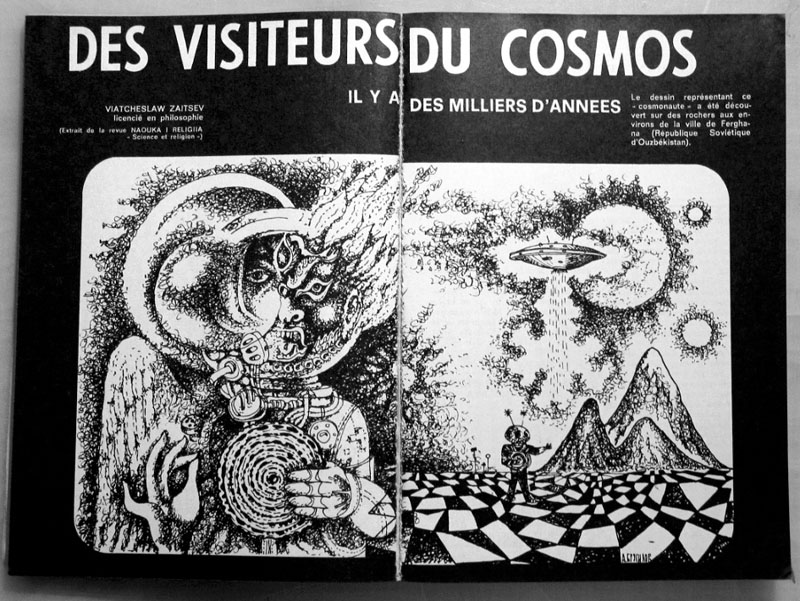 DES VISITEURS DU COSMOS
IL Y A DES MILLIERS D'ANNEES
VIATCHESLAW ZAITSEV
licencié en philosophie
(Extrait de la revue NAOUKA I RELIGIIA
- Science et religion -)
Le dessin représentant ce
« cosmonaute » a été décou-
vert sur des rochers aux en-
virons de la ville de Fergha-
na (République Soviétique
d'Ouzbékistan).